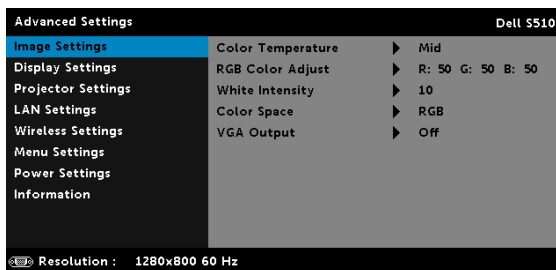 Advanced Settings Dell S510
Image Settings Color Temperature Mid
Display Settings RGB Color Adjust R: 50 G: 50 B: 50
Projector Settings White Intensity 10
LAN Settings Color Space RGB
Wireless Settings VGA Output Off
Menu Settings
Power Settings
Information
Resolution : 1280x800 60 Hz